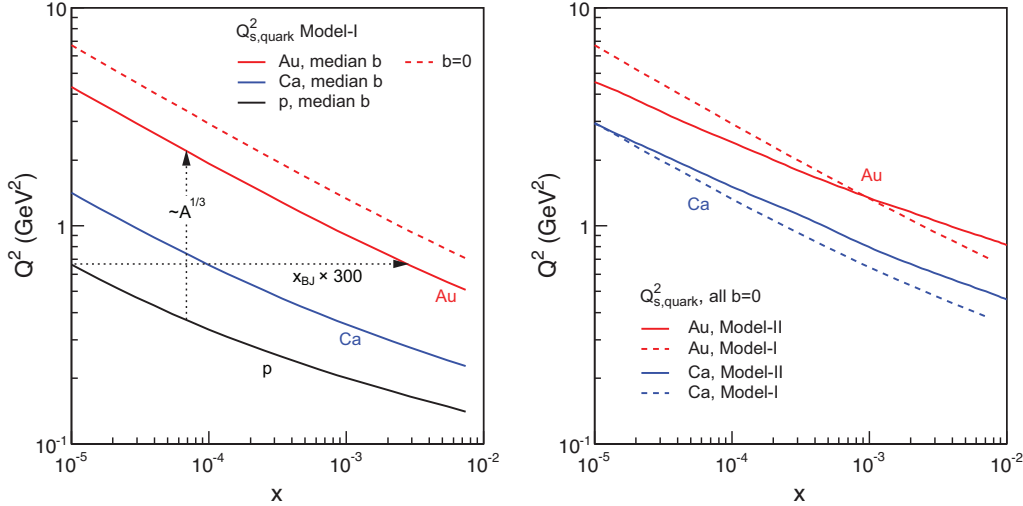 Q²s,quark Model-I
Au, median b
b=0
Ca, median b
p, median b
~A^1/3
x_BJ × 300
Au
Ca
p
10
1
10⁻¹
10⁻⁵
10⁻⁴
10⁻³
10⁻²
Q² (GeV²)
x
Au
Ca
Q²s,quark, all b=0
Au, Model-II
Au, Model-I
Ca, Model-II
Ca, Model-I
10
1
10⁻¹
10⁻⁵
10⁻⁴
10⁻³
10⁻²
Q² (GeV²)
x